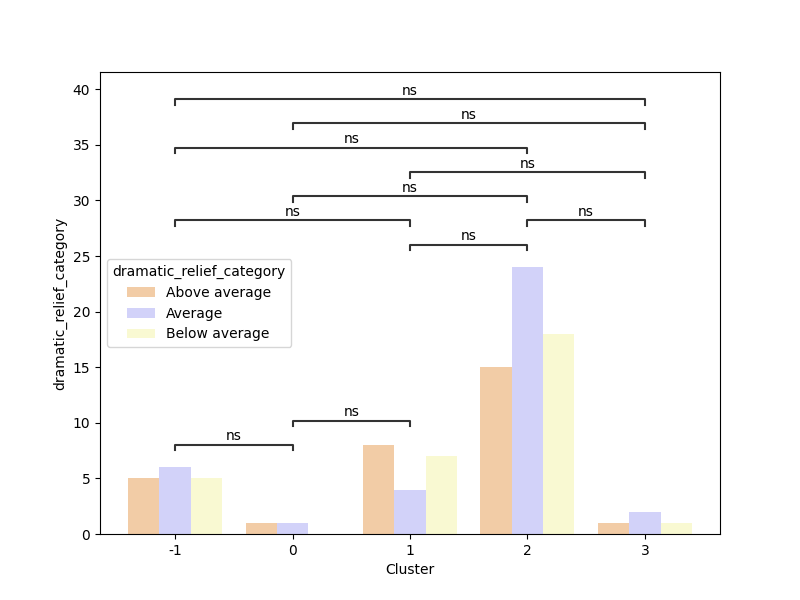 40
35
30
25
20
15
10
5
0
dramatic_relief_category
ns
ns
ns
ns
ns
ns
ns
ns
ns
ns
dramatic_relief_category
Above average
Average
Below average
-1 0 1 2 3
Cluster